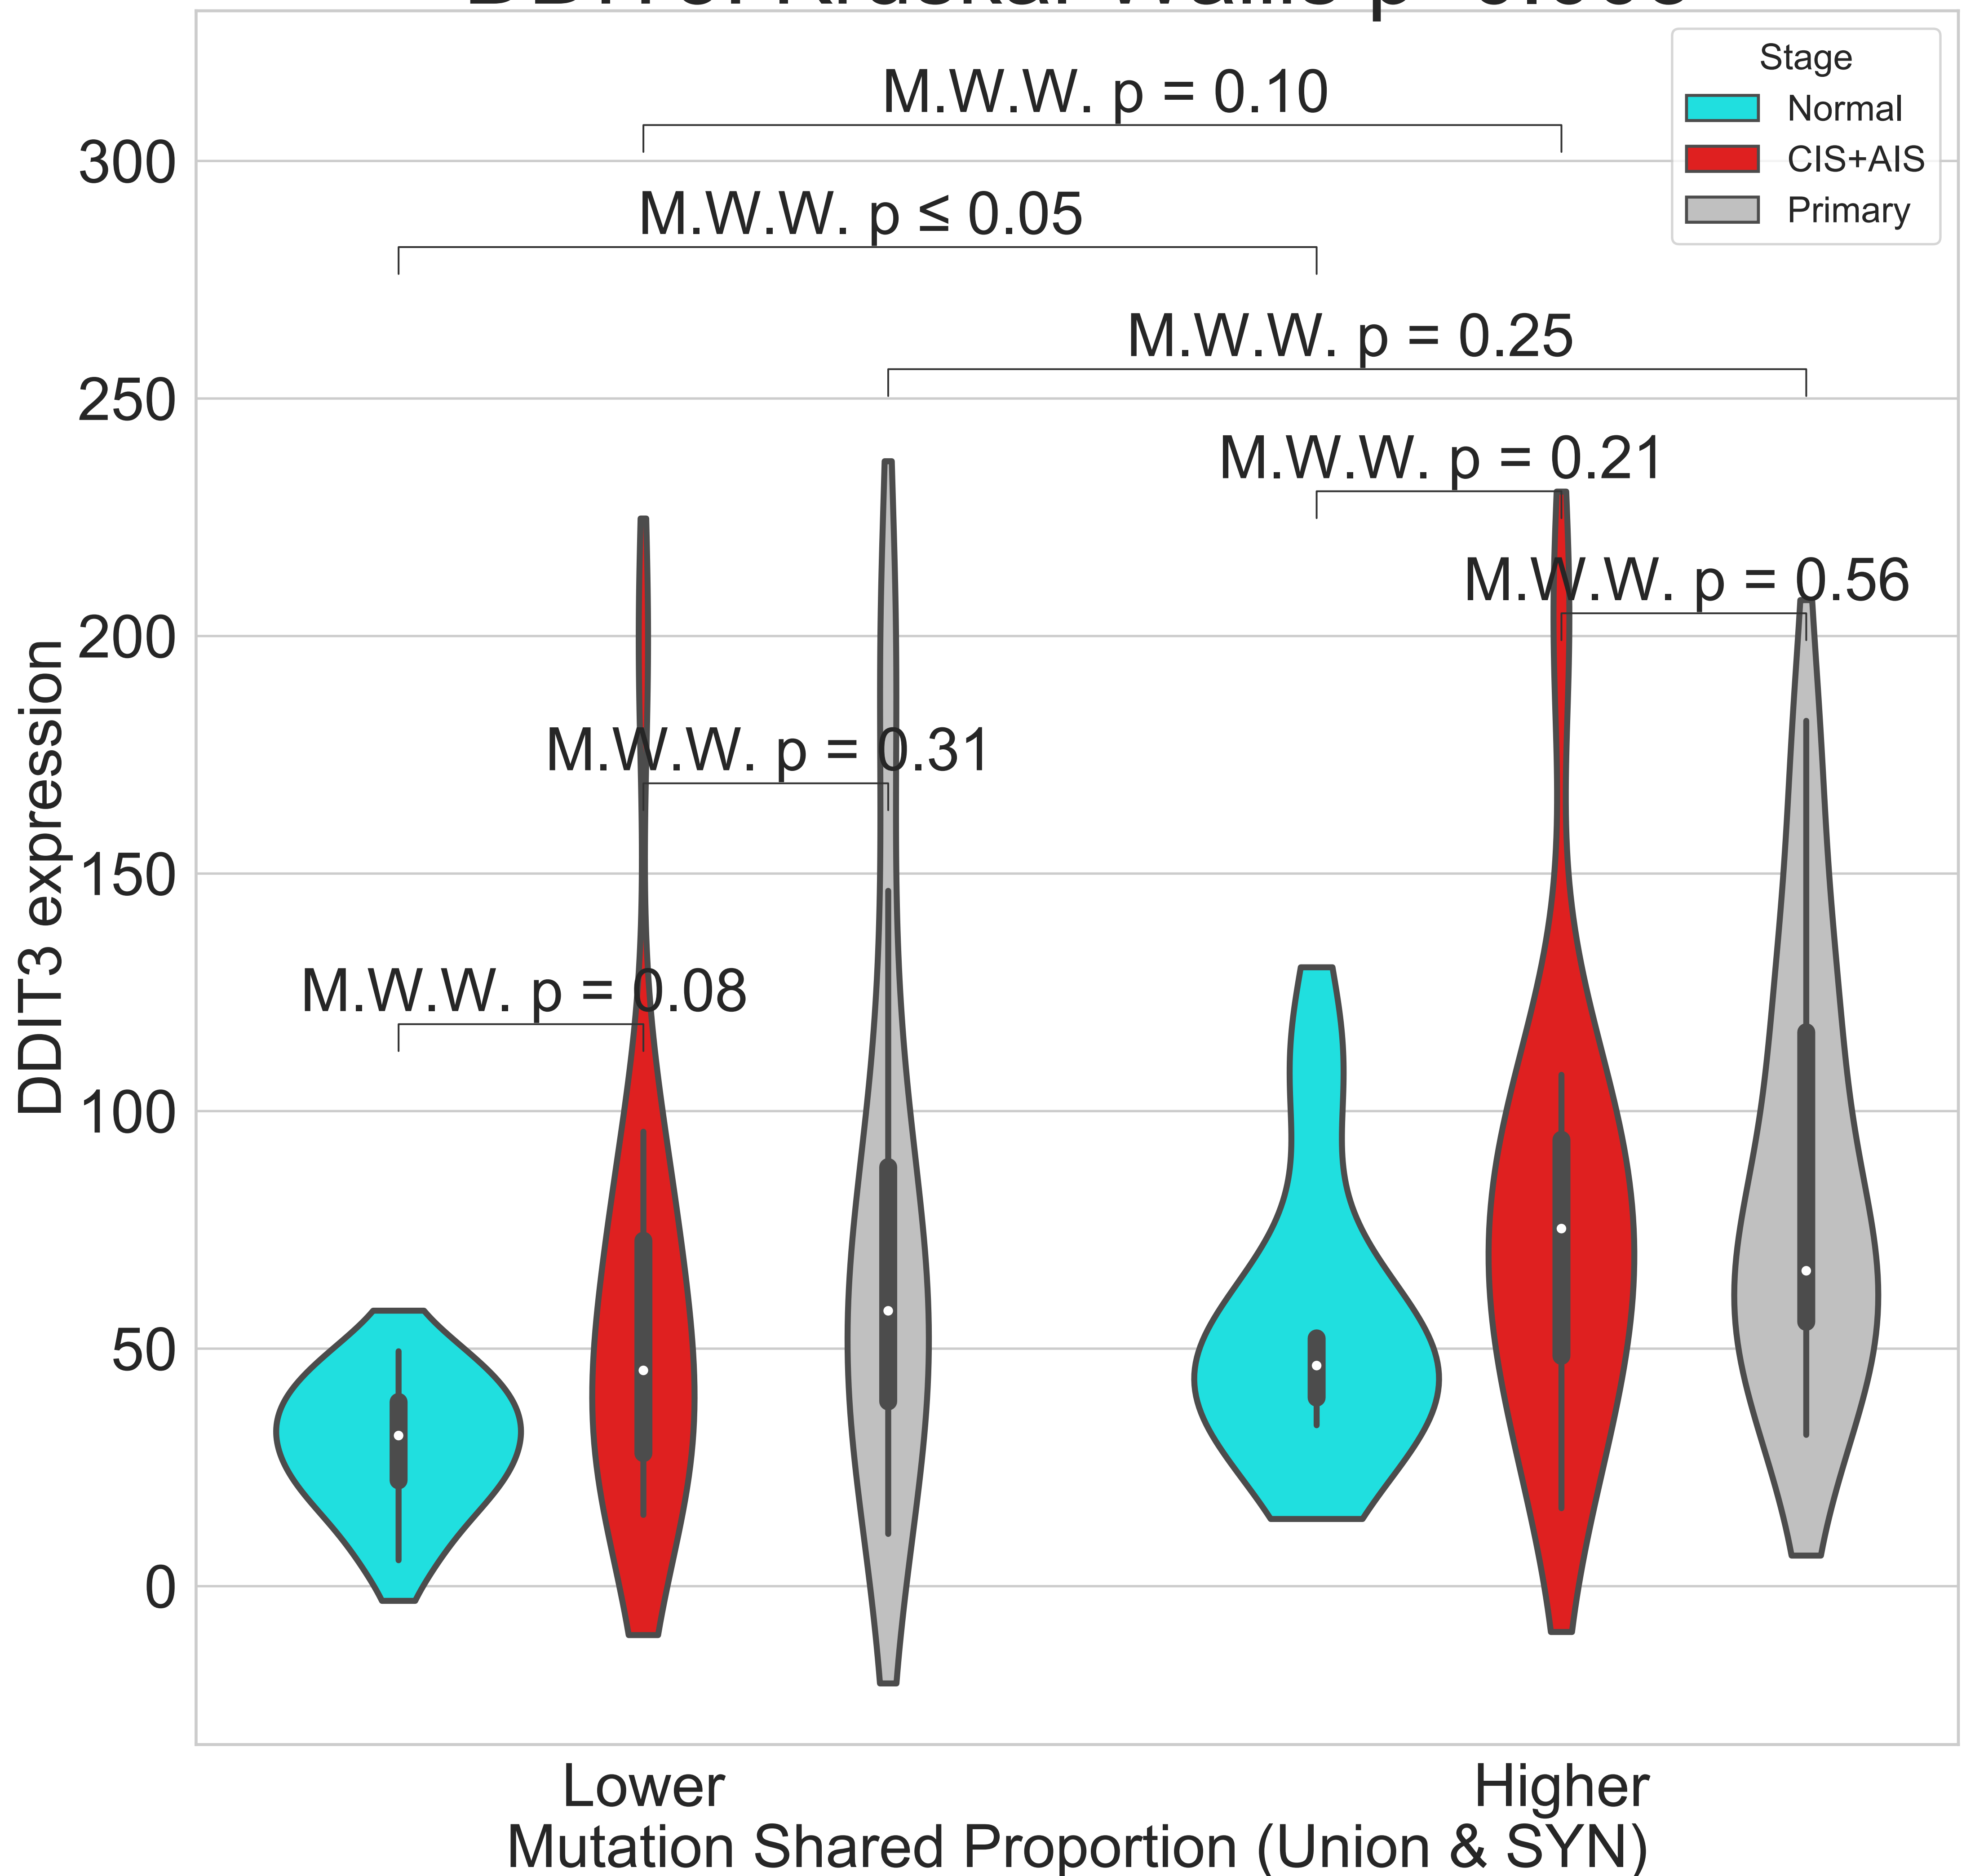 Stage
Normal
CIS+AIS
Primary
M.W.W. p = 0.10
M.W.W. p ≤ 0.05
M.W.W. p = 0.25
M.W.W. p = 0.21
M.W.W. p = 0.56
M.W.W. p = 0.31
M.W.W. p = 0.08
300
250
200
150
100
50
0
DDIT3 expression
Lower
Higher
Mutation Shared Proportion (Union & SYN)